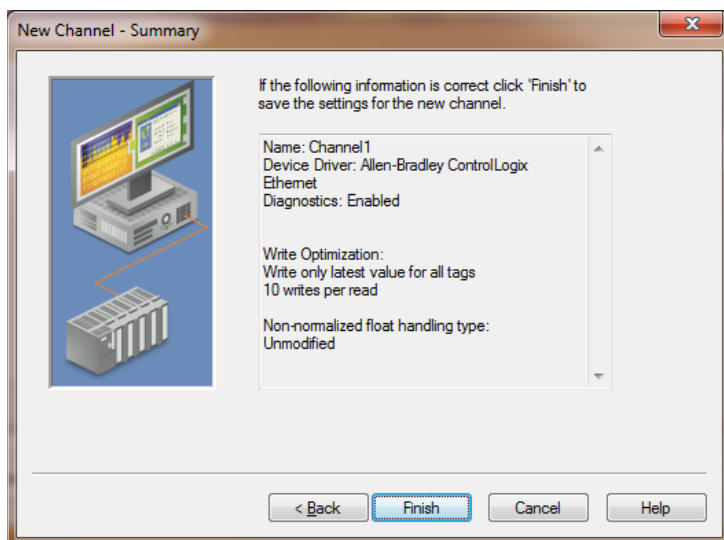 New Channel - Summary
If the following information is correct click 'Finish' to
save the settings for the new channel.
Name: Channel1
Device Driver: Allen-Bradley ControlLogix
Ethernet
Diagnostics: Enabled
Write Optimization:
Write only latest value for all tags
10 writes per read
Non-normalized float handling type:
Unmodified
< Back
Finish
Cancel
Help